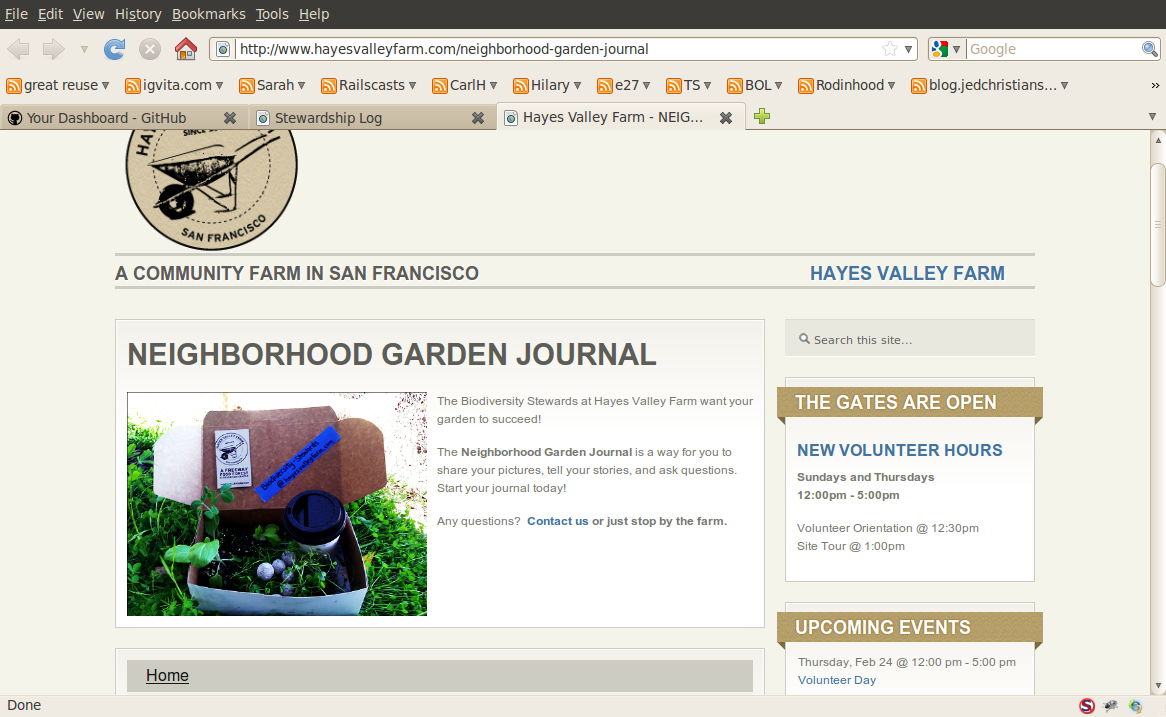 File Edit View History Bookmarks Tools Help
http://www.hayesvalleyfarm.com/neighborhood-garden-journal
Google
great reuse igvita.com Sarah Railscasts CarlH Hilary e27 TS BOL Rodinhood blog.jedchristians... »
Your Dashboard - GitHub Stewardship Log Hayes Valley Farm - NEIG...
SAN FRANCISCO
A COMMUNITY FARM IN SAN FRANCISCO HAYES VALLEY FARM
NEIGHBORHOOD GARDEN JOURNAL
The Biodiversity Stewards at Hayes Valley Farm want your
garden to succeed!
The Neighborhood Garden Journal is a way for you to
share your pictures, tell your stories, and ask questions.
Start your journal today!
Any questions? Contact us or just stop by the farm.
A FREEWAY
FOOD FOREST
Biodiversity Stewards
@hayesvalleyfarm.com
Home
Search this site...
THE GATES ARE OPEN
NEW VOLUNTEER HOURS
Sundays and Thursdays
12:00pm - 5:00pm
Volunteer Orientation @ 12:30pm
Site Tour @ 1:00pm
UPCOMING EVENTS
Thursday, Feb 24 @ 12:00 pm - 5:00 pm
Volunteer Day
Done